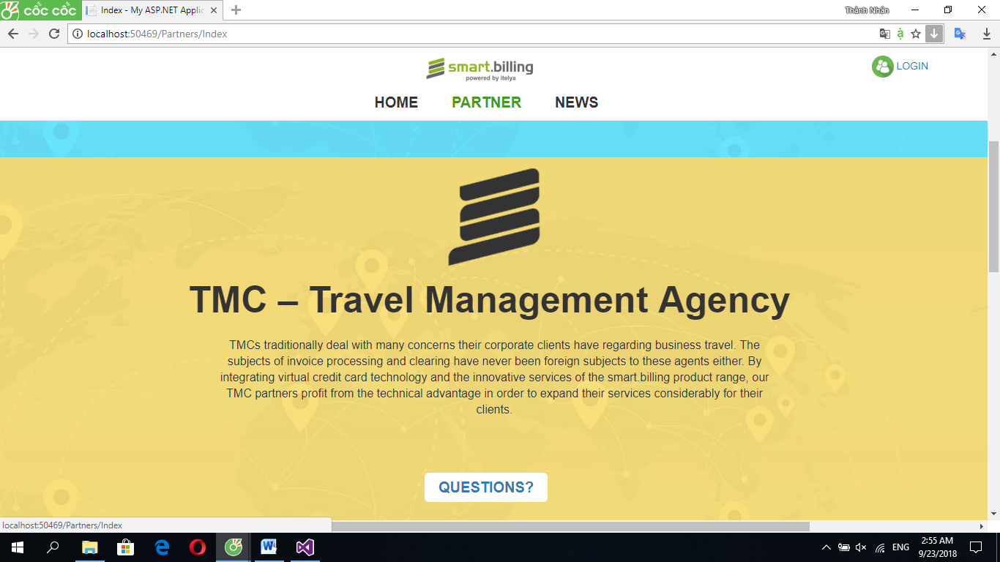 cốc cốc
Index - My ASP.NET Applic
Thành Nhân
localhost:50469/Partners/Index
smart.billing
powered by itelya
LOGIN
HOME PARTNER NEWS
TMC – Travel Management Agency
TMCs traditionally deal with many concerns their corporate clients have regarding business travel. The
subjects of invoice processing and clearing have never been foreign subjects to these agents either. By
integrating virtual credit card technology and the innovative services of the smart.billing product range, our
TMC partners profit from the technical advantage in order to expand their services considerably for their
clients.
QUESTIONS?
localhost:50469/Partners/Index
ENG
2:55 AM
9/23/2018